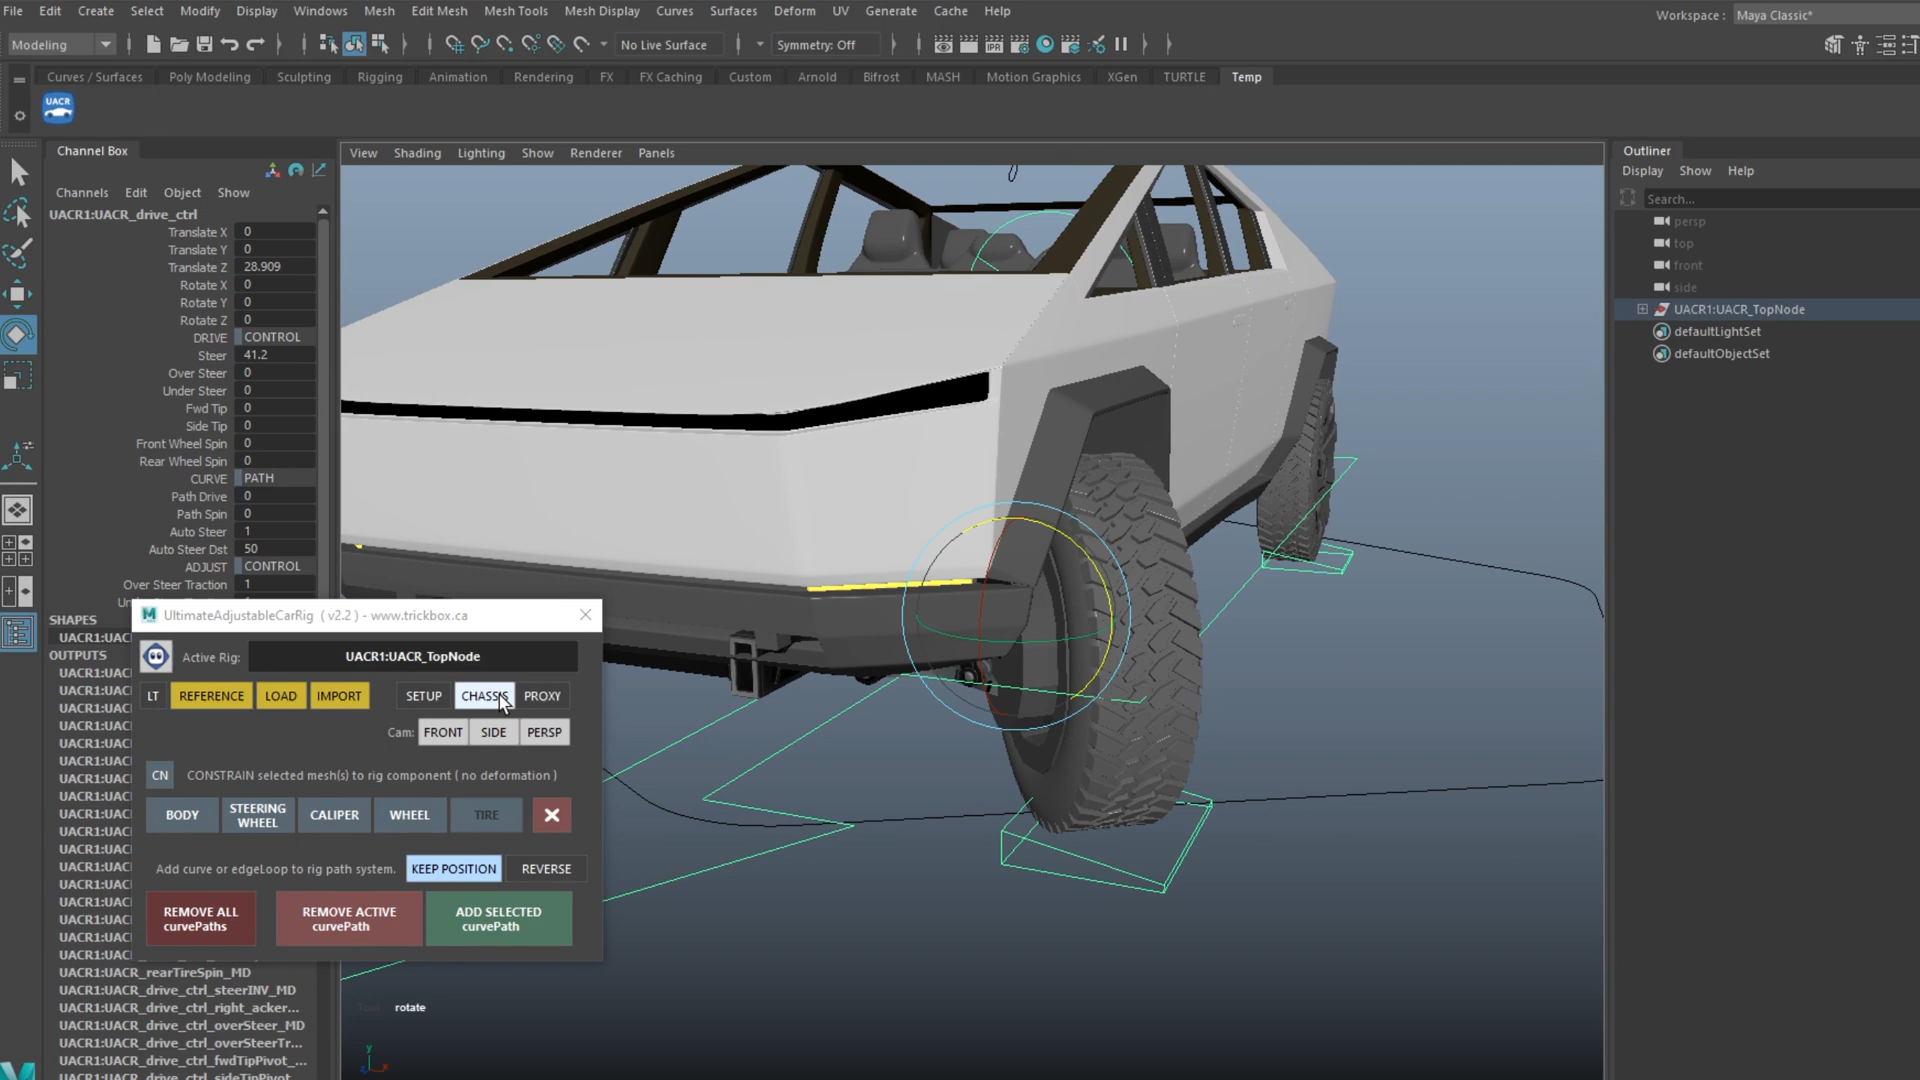 File Edit Create Select Modify Display Windows Mesh Edit Mesh Mesh Tools Mesh Display Curves Surfaces Deform UV Generate Cache Help
Workspace : Maya Classic*
Modeling No Live Surface Symmetry: Off
IPR
Curves / Surfaces Poly Modeling Sculpting Rigging Animation Rendering FX FX Caching Custom Arnold Bifrost MASH Motion Graphics XGen TURTLE Temp
UACR
Channel Box
Channels Edit Object Show
UACR1:UACR_drive_ctrl
Translate X 0
Translate Y 0
Translate Z 28.909
Rotate X 0
Rotate Y 0
Rotate Z 0
DRIVE CONTROL
Steer 41.2
Over Steer 0
Under Steer 0
Fwd Tip 0
Side Tip 0
Front Wheel Spin 0
Rear Wheel Spin 0
CURVE PATH
Path Drive 0
Path Spin 0
Auto Steer 1
Auto Steer Dst 50
ADJUST CONTROL
Over Steer Traction 1
SHAPES
OUTPUTS
UACR1:UACR_rearTireSpin_MD
UACR1:UACR_drive_ctrl_steerINV_MD
UACR1:UACR_drive_ctrl_right_acker...
UACR1:UACR_drive_ctrl_overSteer_MD
UACR1:UACR_drive_ctrl_overSteerTr...
UACR1:UACR_drive_ctrl_fwdTipPivot_...
UACR1:UACR_drive_ctrl_sideTipPivot
View Shading Lighting Show Renderer Panels
rotate
y
x
UltimateAdjustableCarRig ( v2.2 ) - www.trickbox.ca
Active Rig: UACR1:UACR_TopNode
LT REFERENCE LOAD IMPORT SETUP CHASSIS PROXY
Cam: FRONT SIDE PERSP
CN CONSTRAIN selected mesh(s) to rig component ( no deformation )
BODY STEERING WHEEL CALIPER WHEEL TIRE
Add curve or edgeLoop to rig path system. KEEP POSITION REVERSE
REMOVE ALL curvePaths REMOVE ACTIVE curvePath ADD SELECTED curvePath
Outliner
Display Show Help
Search...
persp
top
front
side
UACR1:UACR_TopNode
defaultLightSet
defaultObjectSet